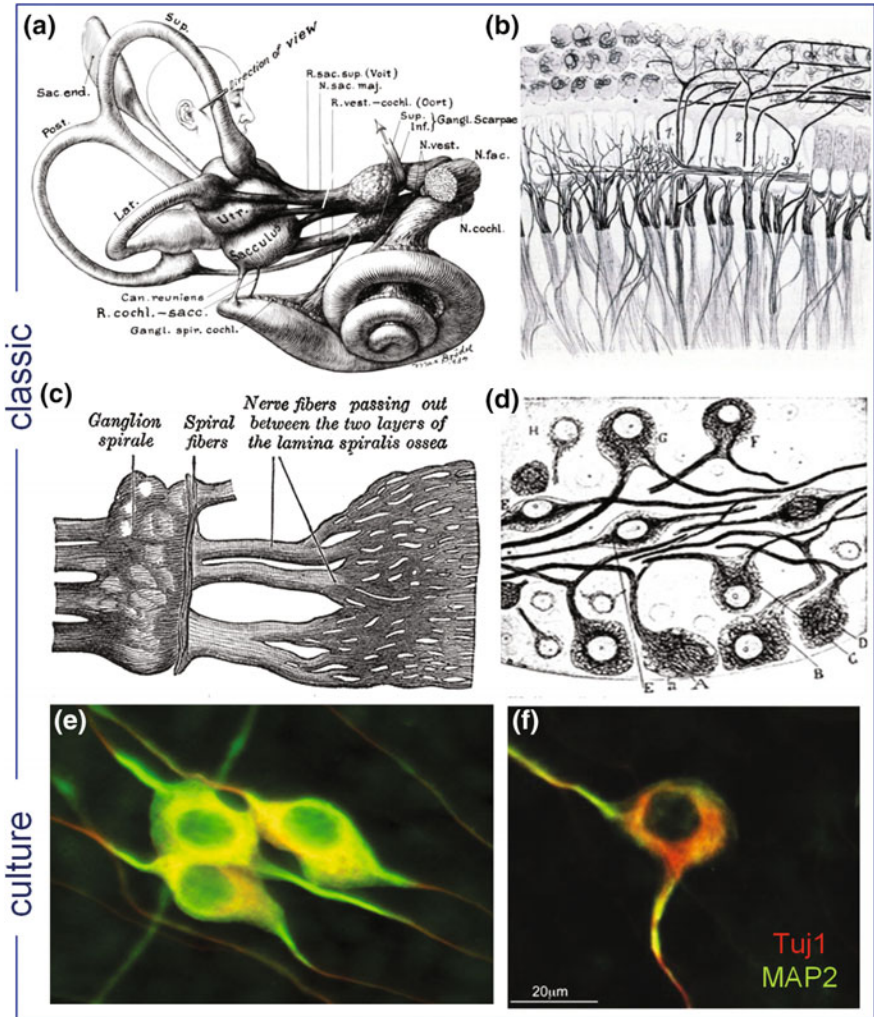 classic
culture
(a)
Sup.
Sac. end.
direction of view
Post.
Lat.
Utr.
Sacculus
R. sac. sup. (Voit)
N. sac. maj.
R. vest.-cochl. (Oort)
Sup.
Inf. } Gangl. Scarpae
N. vest.
N. fac.
N. cochl.
Can. reuniens
R. cochl.-sacc.
Gangl. spir. cochl.
Brödel
(b)
1.
2
3
(c)
Ganglion
spirale
Spiral
fibers
Nerve fibers passing out
between the two layers of
the lamina spiralis ossea
(d)
H
G
F
E
D
C
B
E
a
A
(e)
(f)
Tuj1
MAP2
20µm